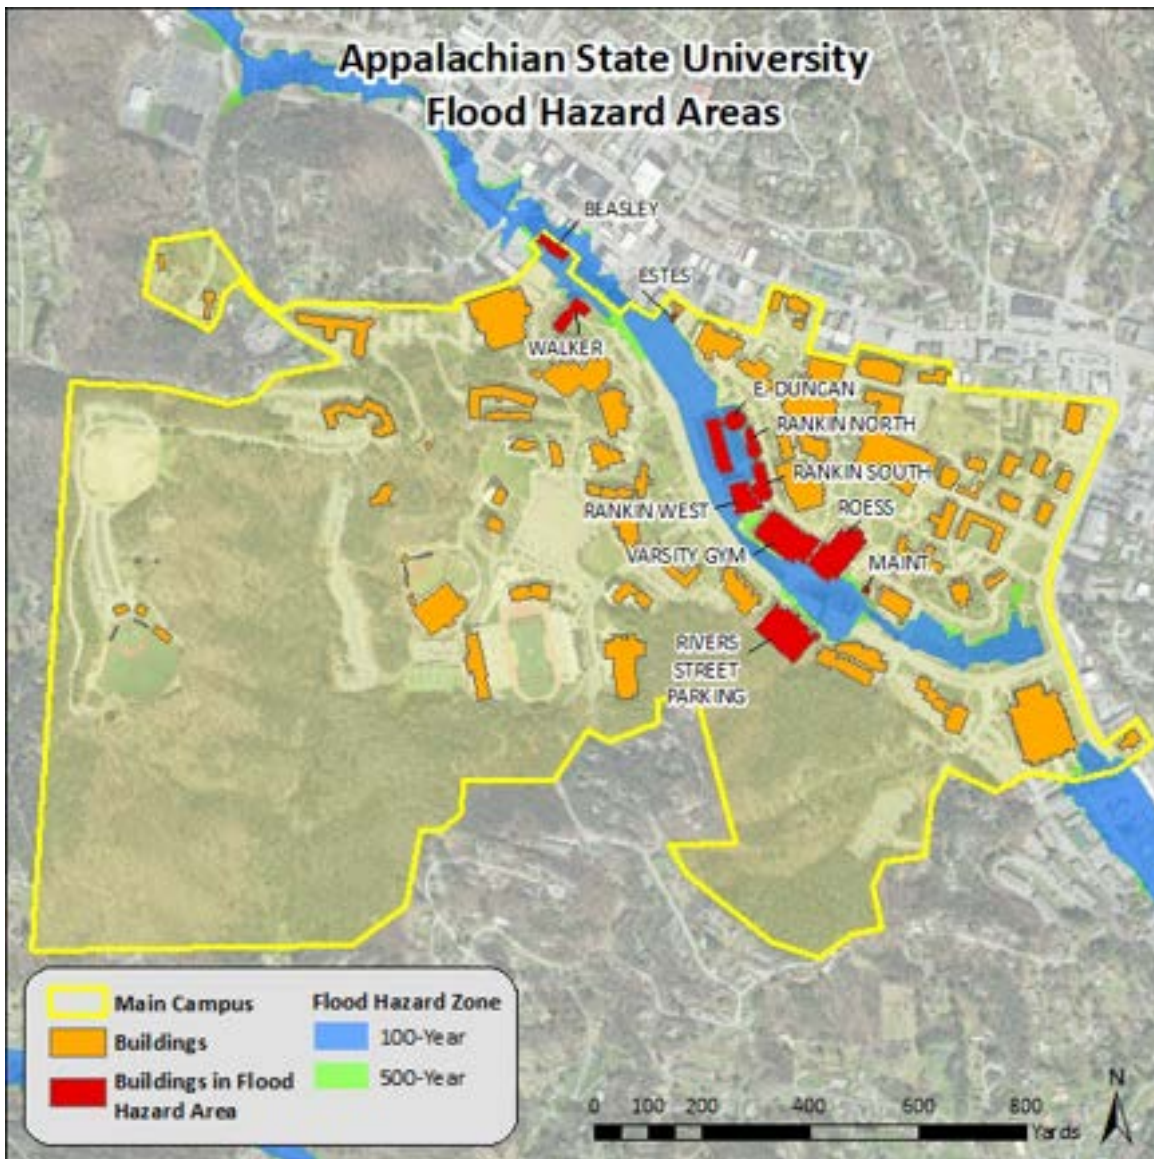 Appalachian State University
Flood Hazard Areas
BEASLEY
ESTES
WALKER
E. DUNCAN
RANKIN NORTH
RANKIN SOUTH
RANKIN WEST
ROESS
VARSITY GYM
MAINT.
RIVERS
STREET
PARKING
Main Campus
Buildings
Buildings in Flood
Hazard Area
Flood Hazard Zone
100-Year
500-Year
N
0 100 200 400 600 800
Yards